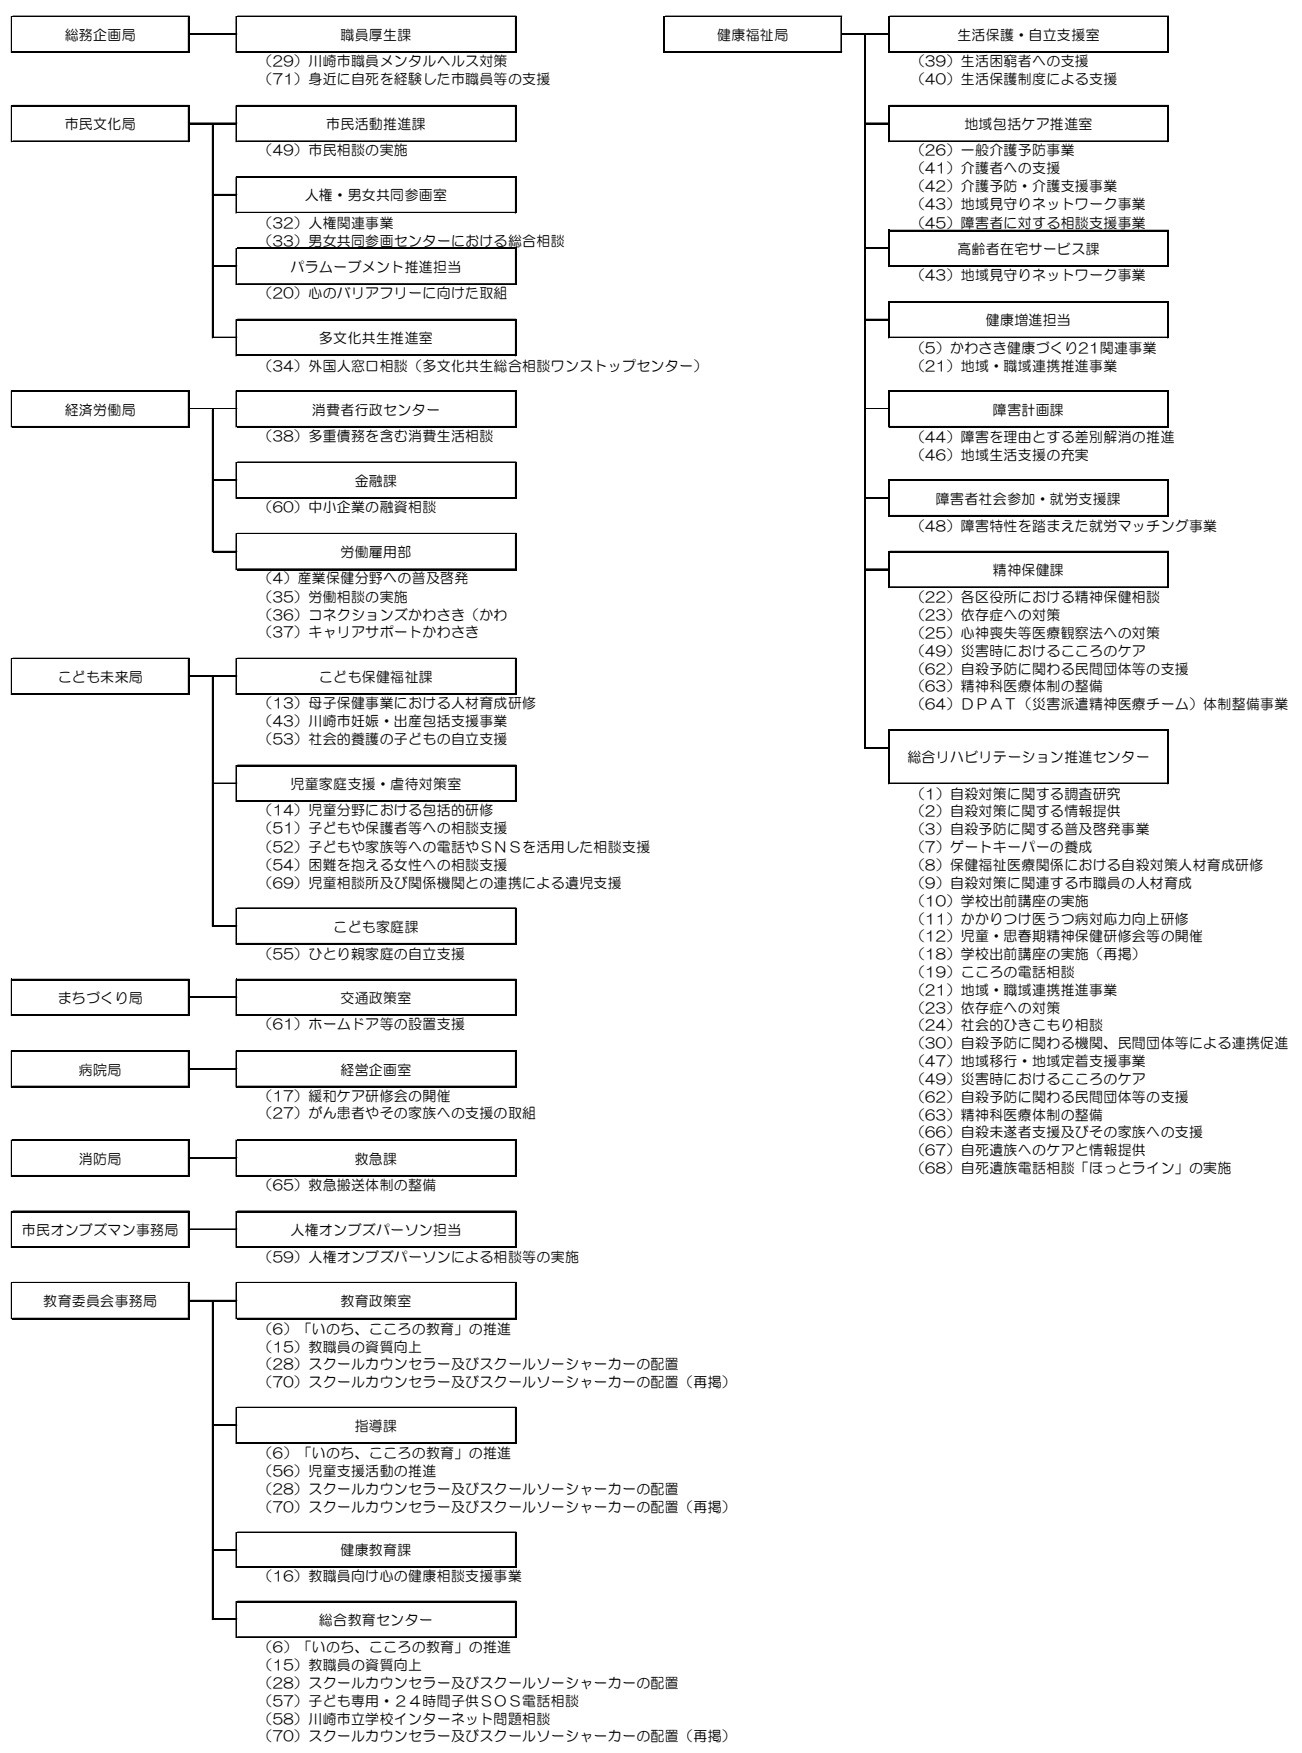 総務企画局
職員厚生課
（29）川崎市職員メンタルヘルス対策
（71）身近に自死を経験した市職員等の支援
市民文化局
市民活動推進課
（49）市民相談の実施
人権・男女共同参画室
（32）人権関連事業
（33）男女共同参画センターにおける総合相談
パラムーブメント推進担当
（20）心のバリアフリーに向けた取組
多文化共生推進室
（34）外国人窓口相談（多文化共生総合相談ワンストップセンター）
経済労働局
消費者行政センター
（38）多重債務を含む消費生活相談
金融課
（60）中小企業の融資相談
労働雇用部
（4）産業保健分野への普及啓発
（35）労働相談の実施
（36）コネクションズかわさき（かわ
（37）キャリアサポートかわさき
こども未来局
こども保健福祉課
（13）母子保健事業における人材育成研修
（43）川崎市妊娠・出産包括支援事業
（53）社会的養護の子どもの自立支援
児童家庭支援・虐待対策室
（14）児童分野における包括的研修
（51）子どもや保護者等への相談支援
（52）子どもや家族等への電話やＳＮＳを活用した相談支援
（54）困難を抱える女性への相談支援
（69）児童相談所及び関係機関との連携による遺児支援
こども家庭課
（55）ひとり親家庭の自立支援
まちづくり局
交通政策室
（61）ホームドア等の設置支援
病院局
経営企画室
（17）緩和ケア研修会の開催
（27）がん患者やその家族への支援の取組
消防局
救急課
（65）救急搬送体制の整備
市民オンブズマン事務局
人権オンブズパーソン担当
（59）人権オンブズパーソンによる相談等の実施
教育委員会事務局
教育政策室
（6）「いのち、こころの教育」の推進
（15）教職員の資質向上
（28）スクールカウンセラー及びスクールソーシャーカーの配置
（70）スクールカウンセラー及びスクールソーシャーカーの配置（再掲）
指導課
（6）「いのち、こころの教育」の推進
（56）児童支援活動の推進
（28）スクールカウンセラー及びスクールソーシャーカーの配置
（70）スクールカウンセラー及びスクールソーシャーカーの配置（再掲）
健康教育課
（16）教職員向け心の健康相談支援事業
総合教育センター
（6）「いのち、こころの教育」の推進
（15）教職員の資質向上
（28）スクールカウンセラー及びスクールソーシャーカーの配置
（57）子ども専用・２４時間子供ＳＯＳ電話相談
（58）川崎市立学校インターネット問題相談
（70）スクールカウンセラー及びスクールソーシャーカーの配置（再掲）
健康福祉局
生活保護・自立支援室
（39）生活困窮者への支援
（40）生活保護制度による支援
地域包括ケア推進室
（26）一般介護予防事業
（41）介護者への支援
（42）介護予防・介護支援事業
（43）地域見守りネットワーク事業
（45）障害者に対する相談支援事業
高齢者在宅サービス課
（43）地域見守りネットワーク事業
健康増進担当
（5）かわさき健康づくり21関連事業
（21）地域・職域連携推進事業
障害計画課
（44）障害を理由とする差別解消の推進
（46）地域生活支援の充実
障害者社会参加・就労支援課
（48）障害特性を踏まえた就労マッチング事業
精神保健課
（22）各区役所における精神保健相談
（23）依存症への対策
（25）心神喪失等医療観察法への対策
（49）災害時におけるこころのケア
（62）自殺予防に関わる民間団体等の支援
（63）精神科医療体制の整備
（64）ＤＰＡＴ（災害派遣精神医療チーム）体制整備事業
総合リハビリテーション推進センター
（1）自殺対策に関する調査研究
（2）自殺対策に関する情報提供
（3）自殺予防に関する普及啓発事業
（7）ゲートキーパーの養成
（8）保健福祉医療関係における自殺対策人材育成研修
（9）自殺対策に関連する市職員の人材育成
（10）学校出前講座の実施
（11）かかりつけ医うつ病対応力向上研修
（12）児童・思春期精神保健研修会等の開催
（18）学校出前講座の実施（再掲）
（19）こころの電話相談
（21）地域・職域連携推進事業
（23）依存症への対策
（24）社会的ひきこもり相談
（30）自殺予防に関わる機関、民間団体等による連携促進
（47）地域移行・地域定着支援事業
（49）災害時におけるこころのケア
（62）自殺予防に関わる民間団体等の支援
（63）精神科医療体制の整備
（66）自殺未遂者支援及びその家族への支援
（67）自死遺族へのケアと情報提供
（68）自死遺族電話相談「ほっとライン」の実施